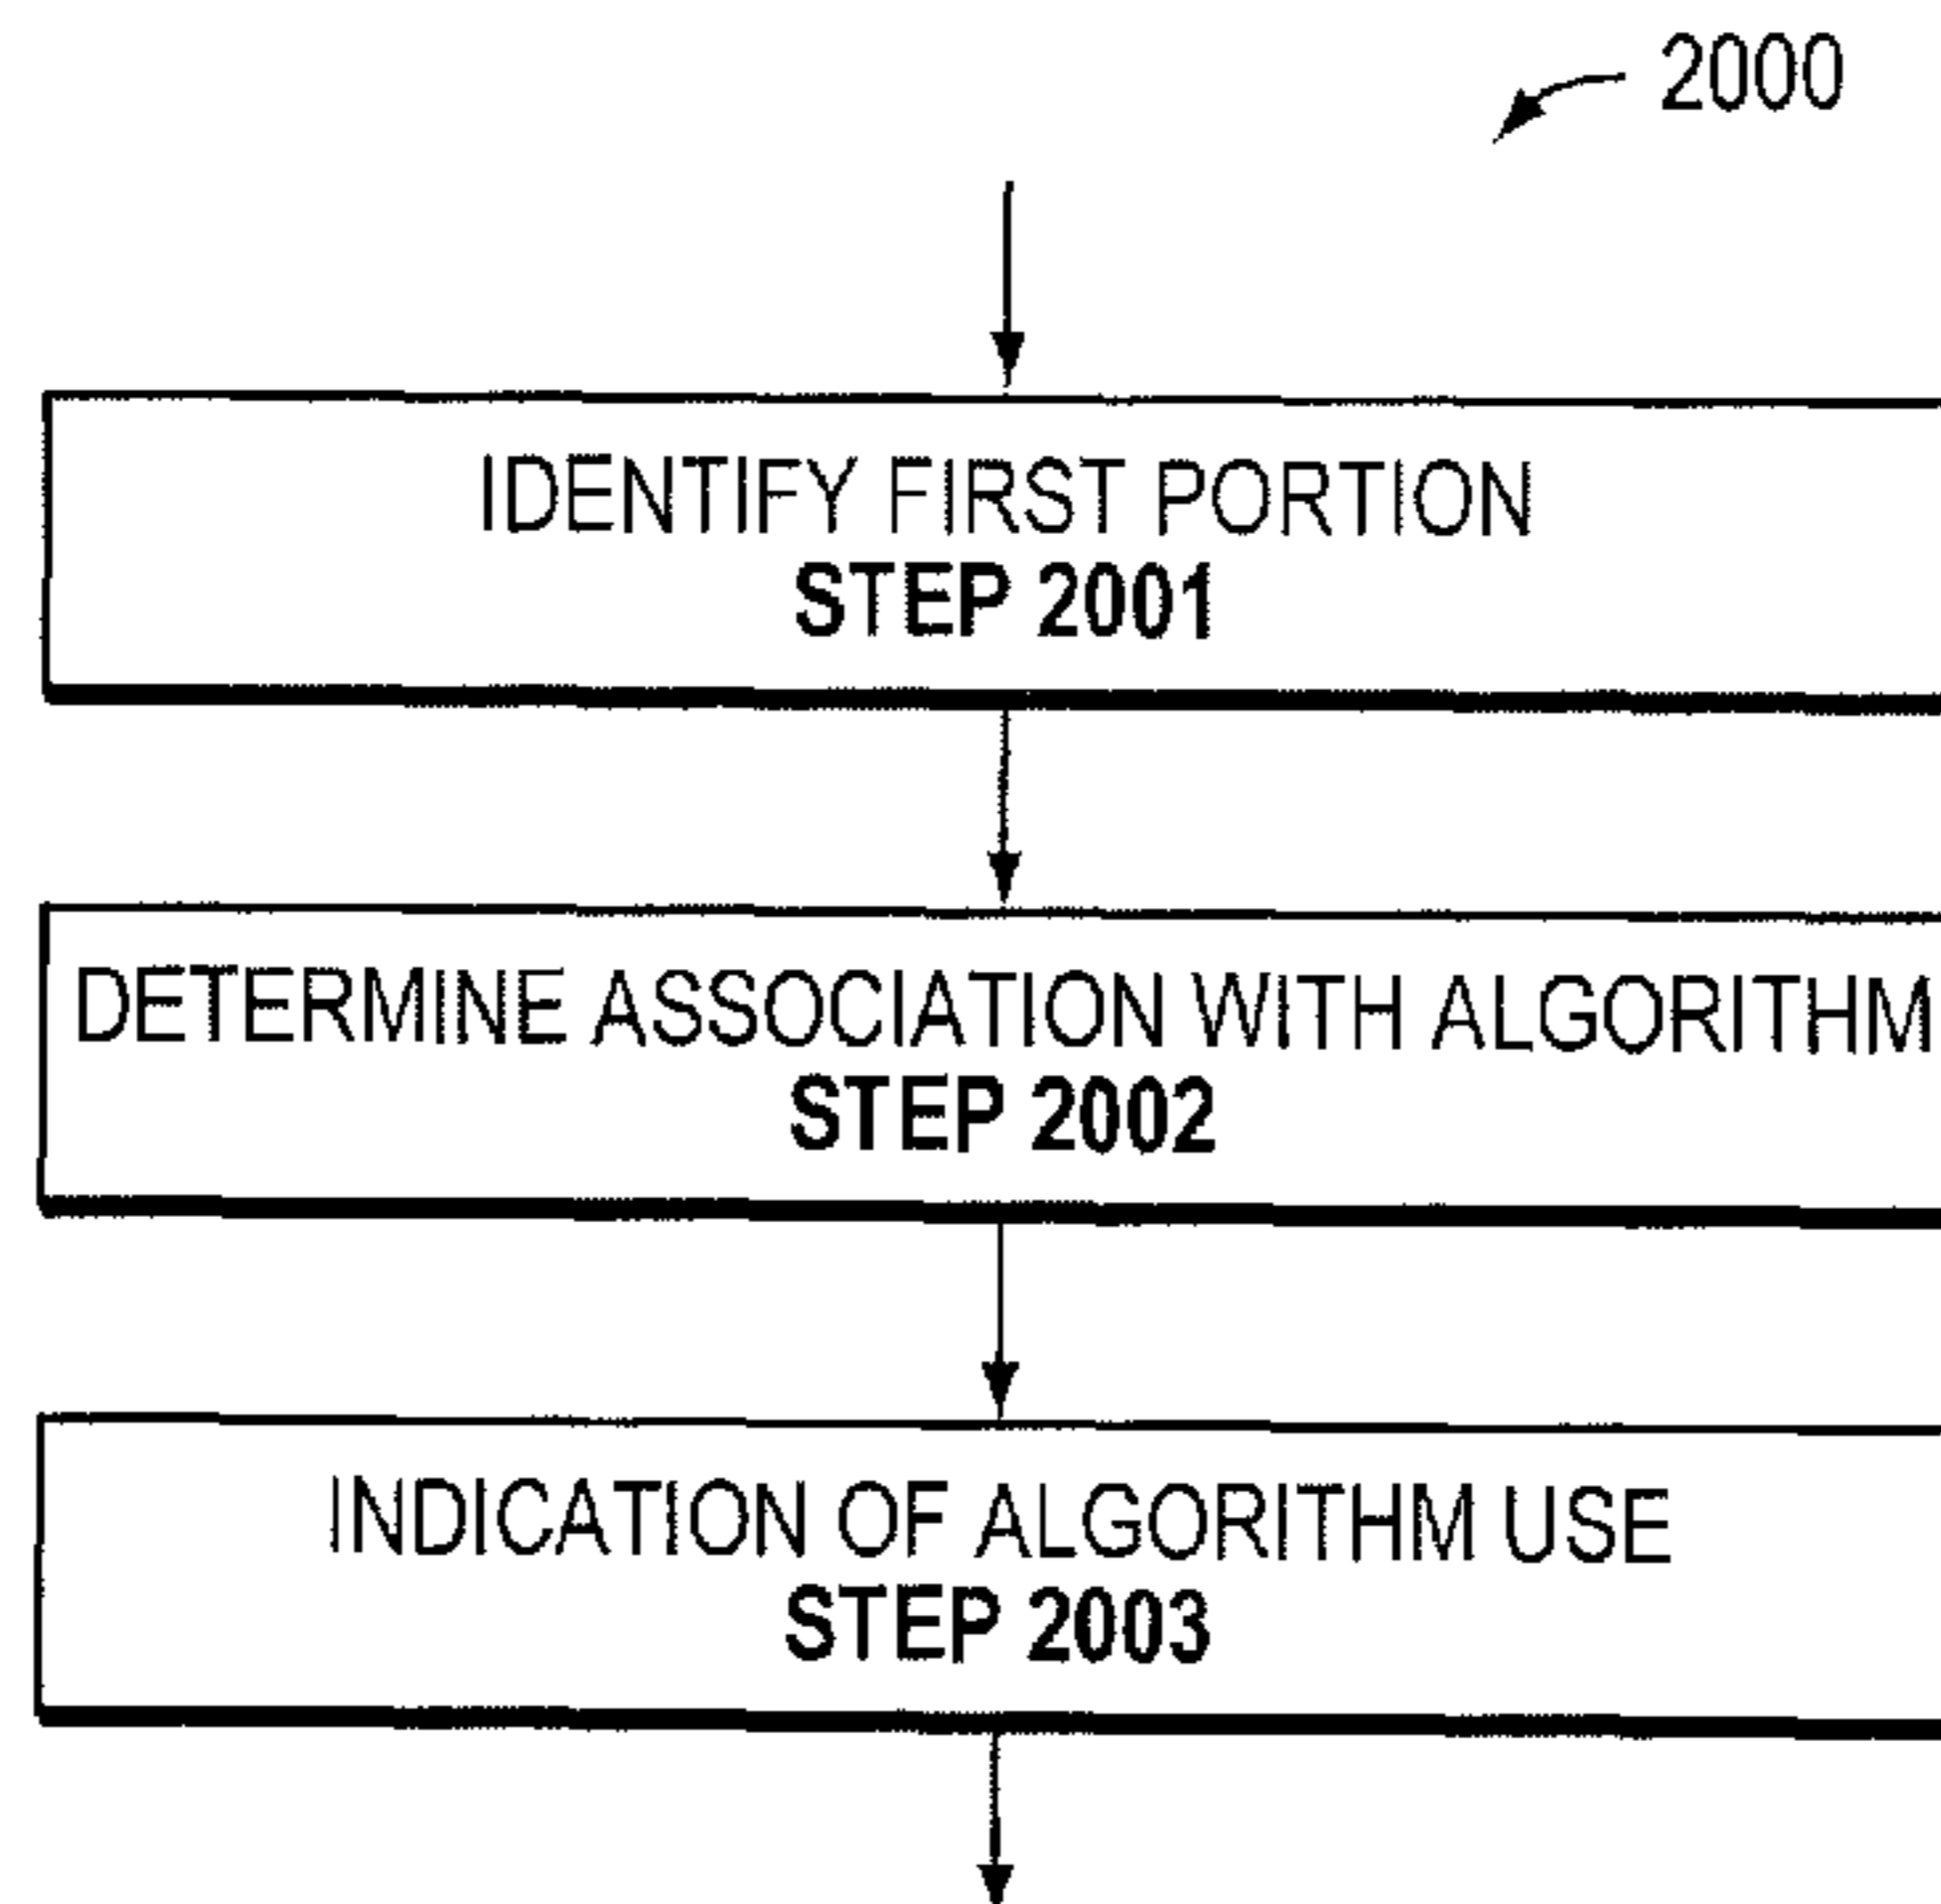 2000
IDENTIFY FIRST PORTION
STEP 2001
DETERMINE ASSOCIATION WITH ALGORITHM
STEP 2002
INDICATION OF ALGORITHM USE
STEP 2003